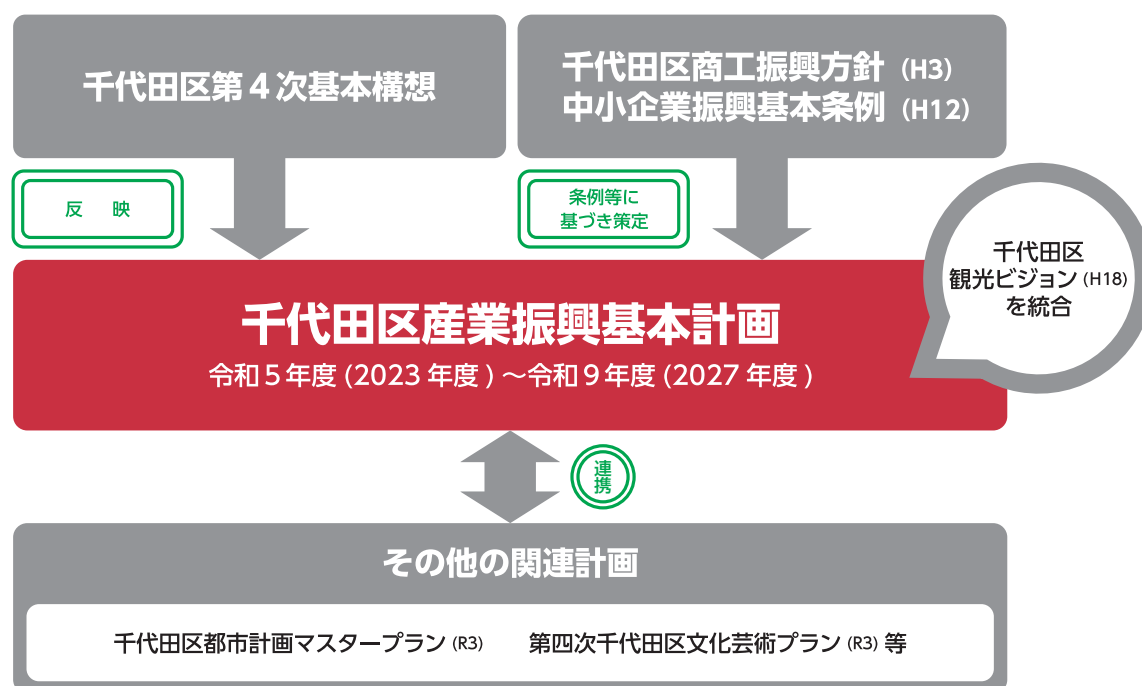 千代田区第４次基本構想
千代田区商工振興方針 (H3)
中小企業振興基本条例 (H12)
反　映
条例等に
基づき策定
千代田区
観光ビジョン (H18)
を統合
千代田区産業振興基本計画
令和５年度 (2023 年度 ) ～令和９年度 (2027 年度 )
連
携
その他の関連計画
千代田区都市計画マスタープラン (R3)　　第四次千代田区文化芸術プラン (R3) 等